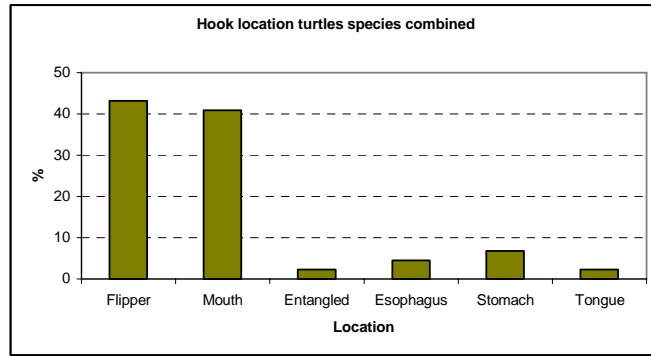 Hook location turtles species combined
50
40
30
20
10
0
%
Flipper Mouth Entangled Esophagus Stomach Tongue
Location